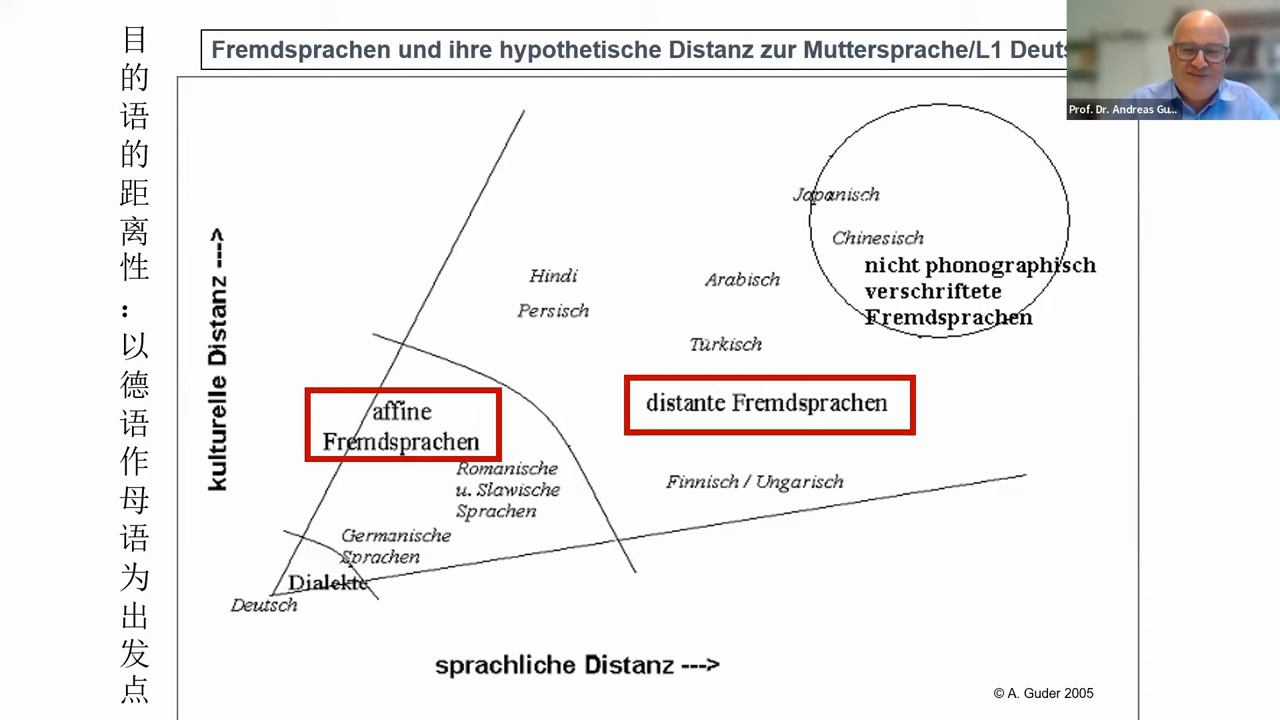 目的语的距离性：以德语作母语为出发点
Fremdsprachen und ihre hypothetische Distanz zur Muttersprache/L1
Prof. Dr. Andreas Gu...
kulturelle Distanz --->
Japanisch
Chinesisch
nicht phonographisch
verschriftete
Fremdsprachen
Hindi
Persisch
Arabisch
Türkisch
affine
Fremdsprachen
distante Fremdsprachen
Romanische
u. Slawische
Sprachen
Finnisch / Ungarisch
Germanische
Sprachen
Dialekte
Deutsch
sprachliche Distanz --->
© A. Guder 2005